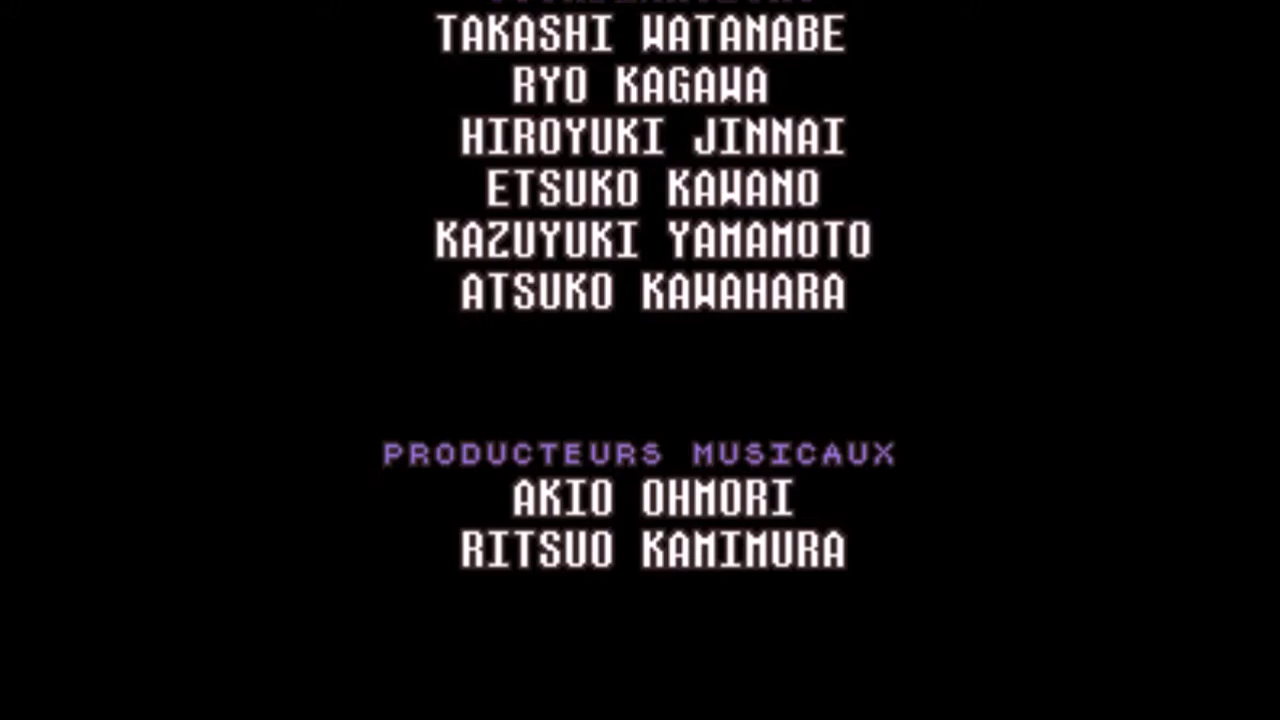 TAKASHI WATANABE
RYO KAGAWA
HIROYUKI JINNAI
ETSUKO KAWANO
KAZUYUKI YAMAMOTO
ATSUKO KAWAHARA
PRODUCTEURS MUSICAUX
AKIO OHMORI
RITSUO KAMIMURA